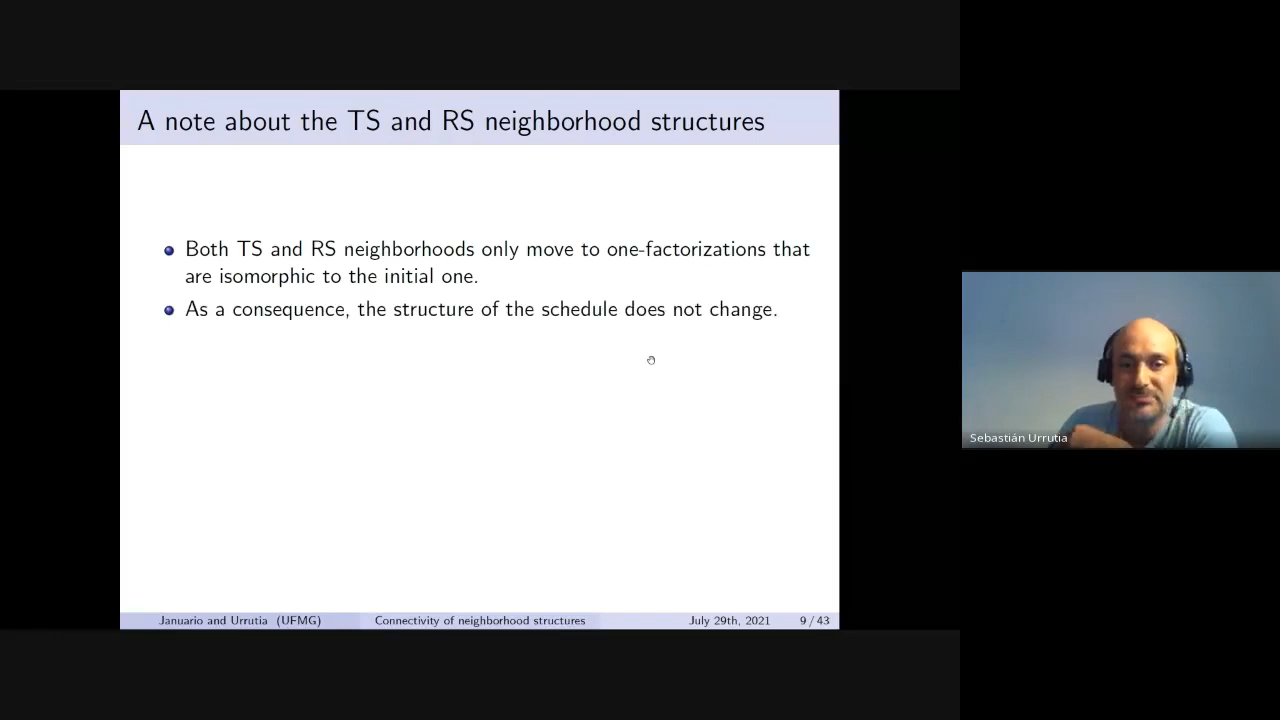 A note about the TS and RS neighborhood structures
Both TS and RS neighborhoods only move to one-factorizations that
are isomorphic to the initial one.
As a consequence, the structure of the schedule does not change.
Sebastián Urrutia
Januario and Urrutia (UFMG) Connectivity of neighborhood structures July 29th, 2021 9 / 43